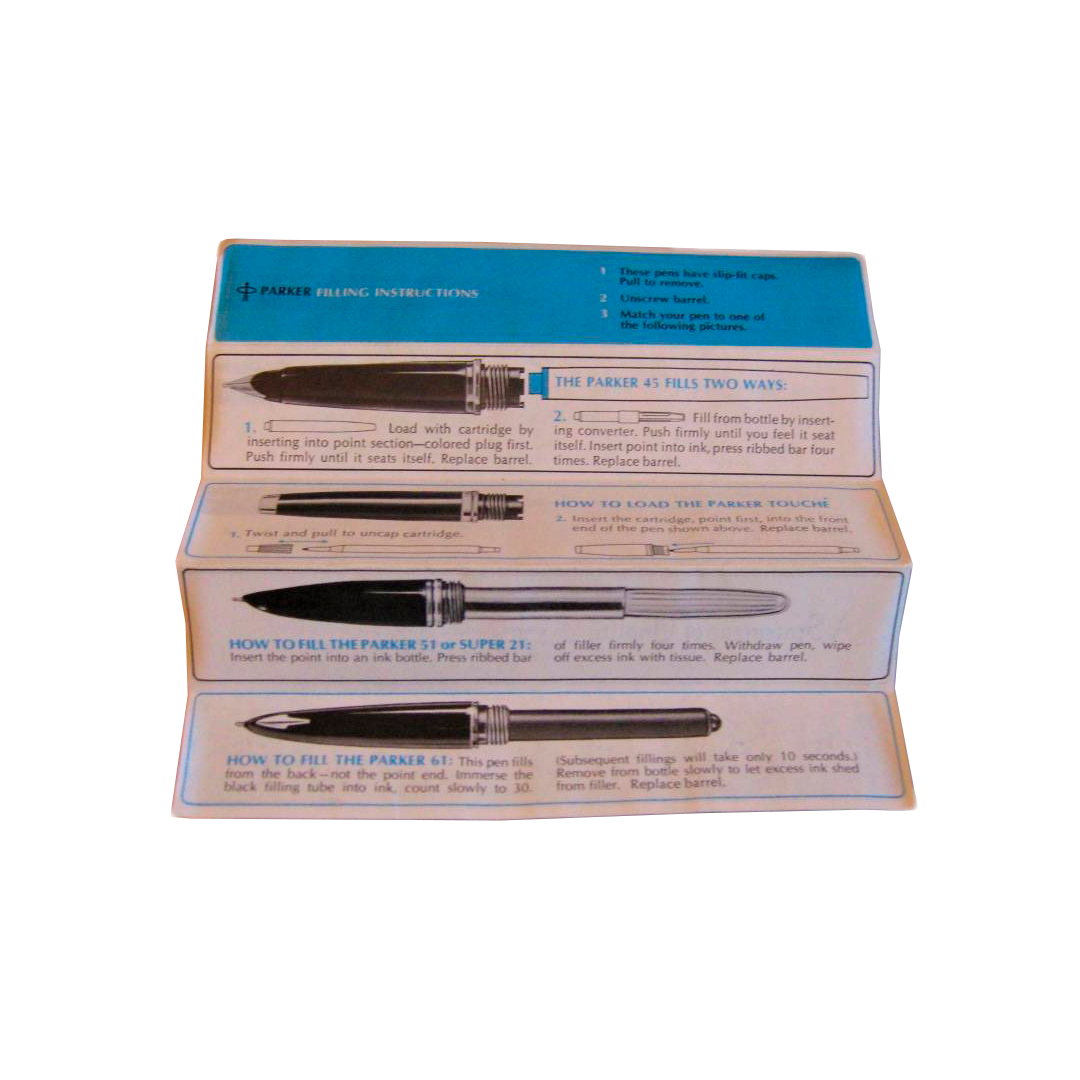 PARKER FILLING INSTRUCTIONS
1 These pens have slip-fit caps.
Pull to remove.
2 Unscrew barrel.
3 Match your pen to one of
the following pictures.
THE PARKER 45 FILLS TWO WAYS:
1. Load with cartridge by
inserting into point section—colored plug first.
Push firmly until it seats itself. Replace barrel.
2. Fill from bottle by insert-
ing converter. Push firmly until you feel it seat
itself. Insert point into ink, press ribbed bar four
times. Replace barrel.
HOW TO LOAD THE PARKER TOUCHÉ
1. Twist and pull to uncap cartridge.
2. Insert the cartridge, point first, into the front
end of the pen shown above. Replace barrel.
HOW TO FILL THE PARKER 51 or SUPER 21:
Insert the point into an ink bottle. Press ribbed bar
of filler firmly four times. Withdraw pen, wipe
off excess ink with tissue. Replace barrel.
HOW TO FILL THE PARKER 61: This pen fills
from the back—not the point end. Immerse the
black filling tube into ink, count slowly to 30.
(Subsequent fillings will take only 10 seconds.)
Remove from bottle slowly to let excess ink shed
from filler. Replace barrel.